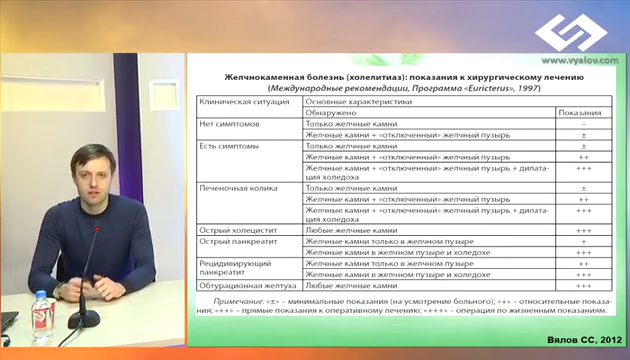 www.vyalov.com
Желчнокаменная болезнь (холелитиаз): показания к хирургическому лечению
(Международные рекомендации, Программа «Euricterus», 1997)
Клиническая ситуация Основные характеристики
Обнаружено Показания
Нет симптомов Только желчные камни –
Желчные камни + «отключенный» желчный пузырь ±
Есть симптомы Только желчные камни ±
Желчные камни + «отключенный» желчный пузырь ++
Желчные камни + «отключенный» желчный пузырь + дилата- +++
ция холедоха
Печеночная колика Только желчные камни ±
Желчные камни + «отключенный» желчный пузырь ++
Желчные камни + «отключенный» желчный пузырь + дилата- +++
ция холедоха
Острый холецистит Любые желчные камни +++
Острый панкреатит Желчные камни только в желчном пузыре +
Желчные камни в желчном пузыре и холедохе +++
Рецидивирующий Желчные камни только в желчном пузыре ++
панкреатит Желчные камни в желчном пузыре и холедохе +++
Обтурационная желтуха Любые желчные камни +++
Примечание: «±» – минимальные показания (на усмотрение больного); «+» – относительные показа-
ния; «++» – прямые показания к оперативному лечению; «+++» – операция по жизненным показаниям.
Вялов СС, 2012